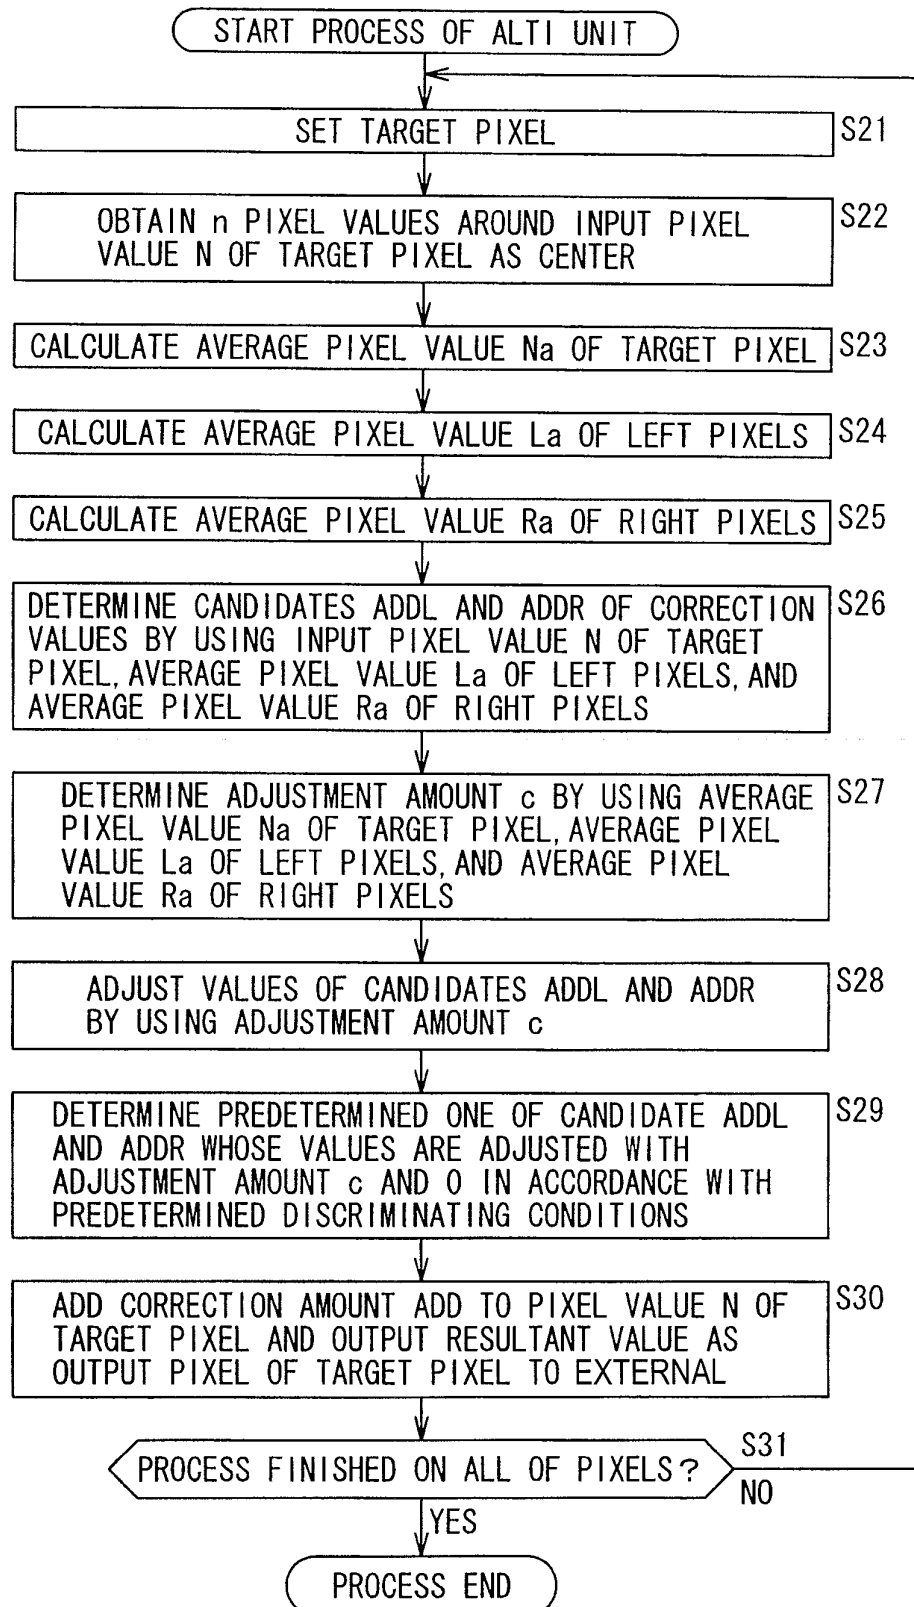 START PROCESS OF ALTI UNIT
SET TARGET PIXEL
S21
OBTAIN n PIXEL VALUES AROUND INPUT PIXEL
VALUE N OF TARGET PIXEL AS CENTER
S22
CALCULATE AVERAGE PIXEL VALUE Na OF TARGET PIXEL
S23
CALCULATE AVERAGE PIXEL VALUE La OF LEFT PIXELS
S24
CALCULATE AVERAGE PIXEL VALUE Ra OF RIGHT PIXELS
S25
DETERMINE CANDIDATES ADDL AND ADDR OF CORRECTION
VALUES BY USING INPUT PIXEL VALUE N OF TARGET
PIXEL, AVERAGE PIXEL VALUE La OF LEFT PIXELS, AND
AVERAGE PIXEL VALUE Ra OF RIGHT PIXELS
S26
DETERMINE ADJUSTMENT AMOUNT c BY USING AVERAGE
PIXEL VALUE Na OF TARGET PIXEL, AVERAGE PIXEL
VALUE La OF LEFT PIXELS, AND AVERAGE PIXEL
VALUE Ra OF RIGHT PIXELS
S27
ADJUST VALUES OF CANDIDATES ADDL AND ADDR
BY USING ADJUSTMENT AMOUNT c
S28
DETERMINE PREDETERMINED ONE OF CANDIDATE ADDL
AND ADDR WHOSE VALUES ARE ADJUSTED WITH
ADJUSTMENT AMOUNT c AND 0 IN ACCORDANCE WITH
PREDETERMINED DISCRIMINATING CONDITIONS
S29
ADD CORRECTION AMOUNT ADD TO PIXEL VALUE N OF
TARGET PIXEL AND OUTPUT RESULTANT VALUE AS
OUTPUT PIXEL OF TARGET PIXEL TO EXTERNAL
S30
PROCESS FINISHED ON ALL OF PIXELS?
S31
NO
YES
PROCESS END